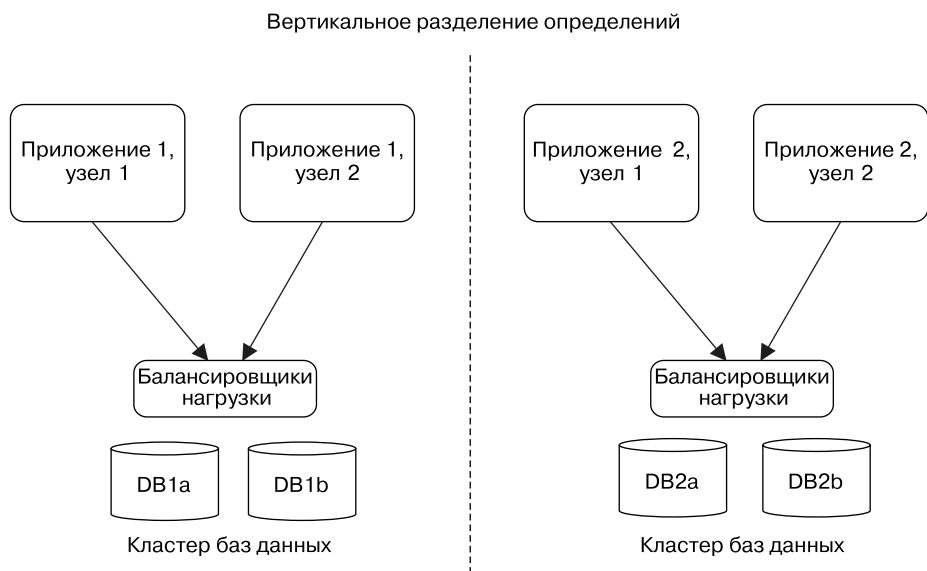 Вертикальное разделение определений
Приложение 1,
узел 1
Приложение 1,
узел 2
Приложение 2,
узел 1
Приложение 2,
узел 2
Балансировщики
нагрузки
Балансировщики
нагрузки
DB1a
DB1b
DB2a
DB2b
Кластер баз данных
Кластер баз данных